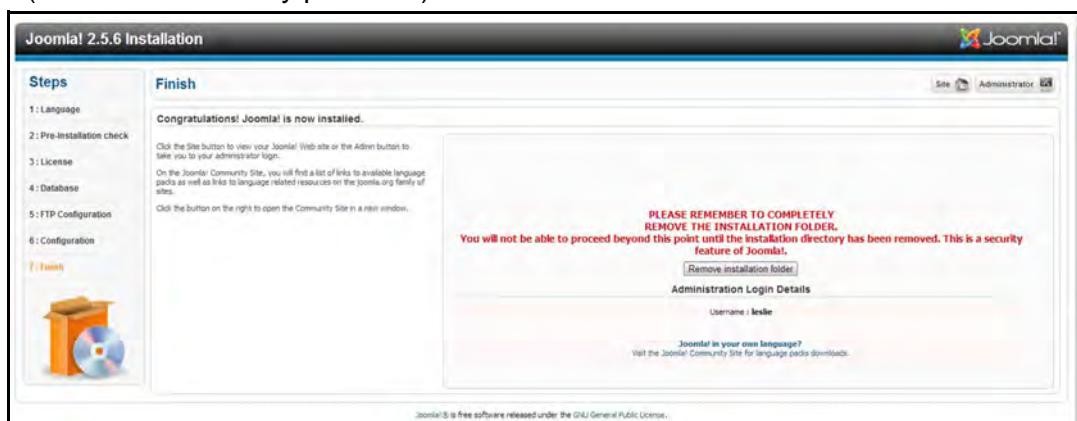 Joomla! 2.5.6 Installation
Joomla!
Steps
1 : Language
2 : Pre-Installation check
3 : License
4 : Database
5 : FTP Configuration
6 : Configuration
7 : Finish
Finish
Site
Administrator
Congratulations! Joomla! is now installed.
Click the Site button to view your Joomla! Web site or the Admin button to
take you to your administrator login.
On the Joomla! Community Site, you will find a list of links to available language
packs as well as links to language related resources on the joomla.org family of
sites.
Click the button on the right to open the Community Site in a new window.
PLEASE REMEMBER TO COMPLETELY
REMOVE THE INSTALLATION FOLDER.
You will not be able to proceed beyond this point until the installation directory has been removed. This is a security
feature of Joomla!.
Remove installation folder
Administration Login Details
Username : leslie
Joomla! in your own language?
Visit the Joomla! Community Site for language packs downloads.
Joomla!® is free software released under the GNU General Public License.